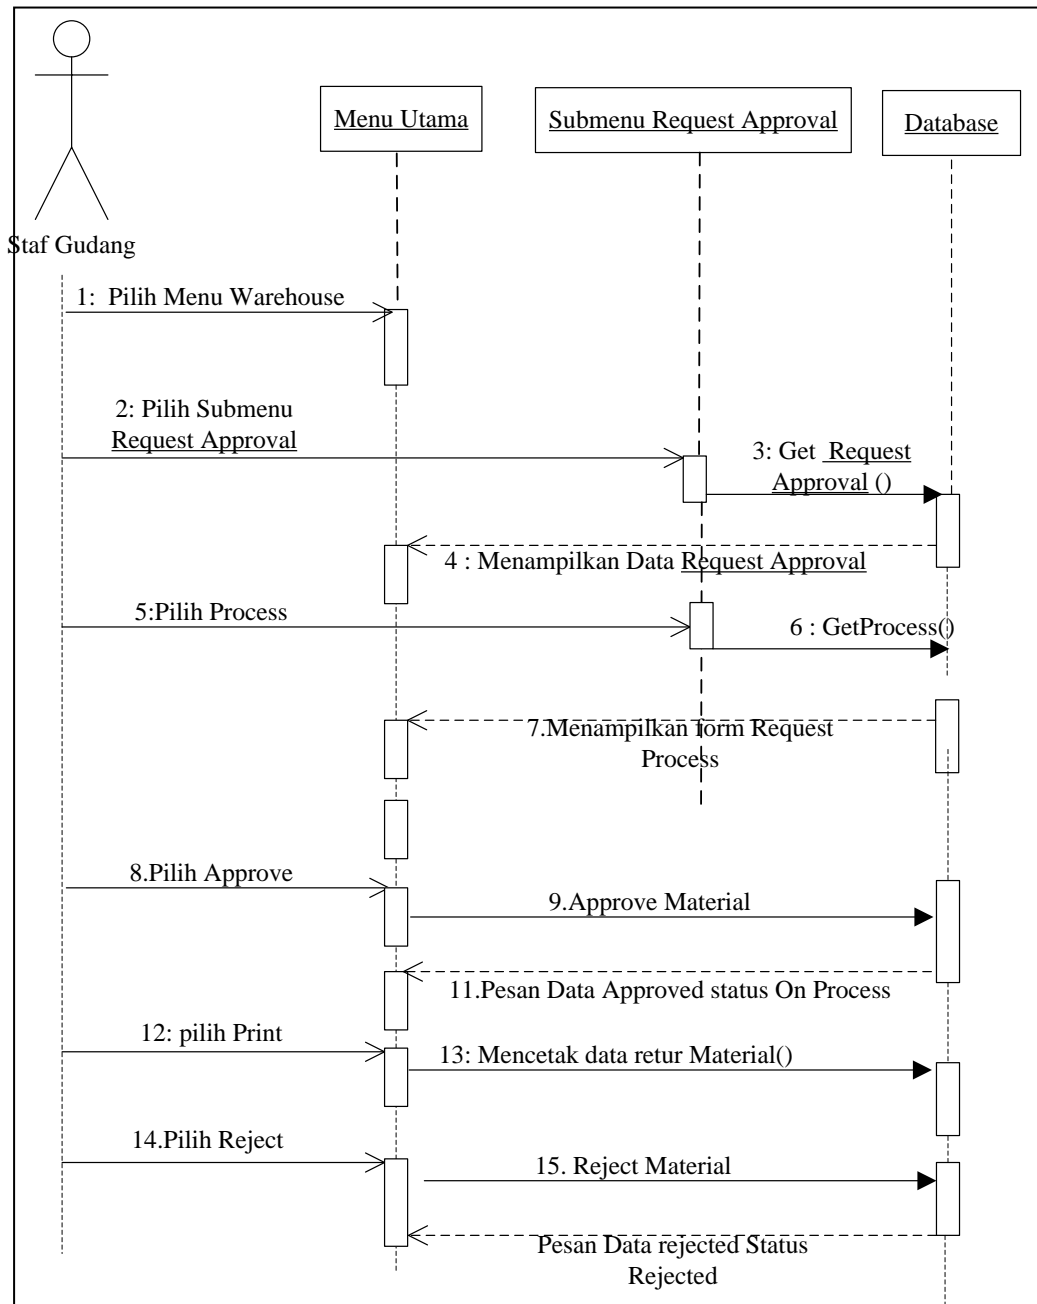 Menu Utama
Submenu Request Approval
Database
Staf Gudang
1:  Pilih Menu Warehouse
2: Pilih Submenu
Request Approval
3: Get  Request
Approval ()
4 : Menampilkan Data Request Approval
5:Pilih Process
6 : GetProcess()
7.Menampilkan form Request
Process
8.Pilih Approve
9.Approve Material
11.Pesan Data Approved status On Process
12: pilih Print
13: Mencetak data retur Material()
14.Pilih Reject
15. Reject Material
Pesan Data rejected Status
Rejected